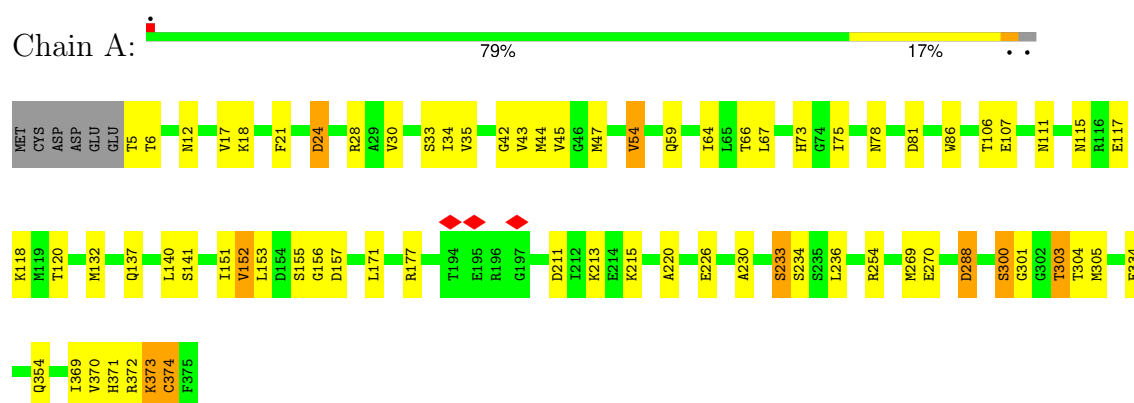 Chain A:
79% 17%
MET CYS ASP ASP GLU GLU T5 T6 N12 V17 K18 F21 D24 R28 A29 V30 S33 I34 V35 G42 V43 M44 V45 G46 M47 V54 Q59 I64 L65 T66 L67 H73 G74 I75 N78 D81 W86 T106 E107 N111 N115 R116 E117
K118 M119 T120 M132 Q137 L140 S141 I151 V152 L153 D154 S155 G156 D157 L171 R177 T194 E195 R196 G197 D211 I212 K213 E214 K215 A220 E226 A230 S233 S234 S235 L236 R254 M269 E270 D288 S300 G301 G302 T303 T304 M305
Q354 I369 V370 H371 R372 K373 C374 F375